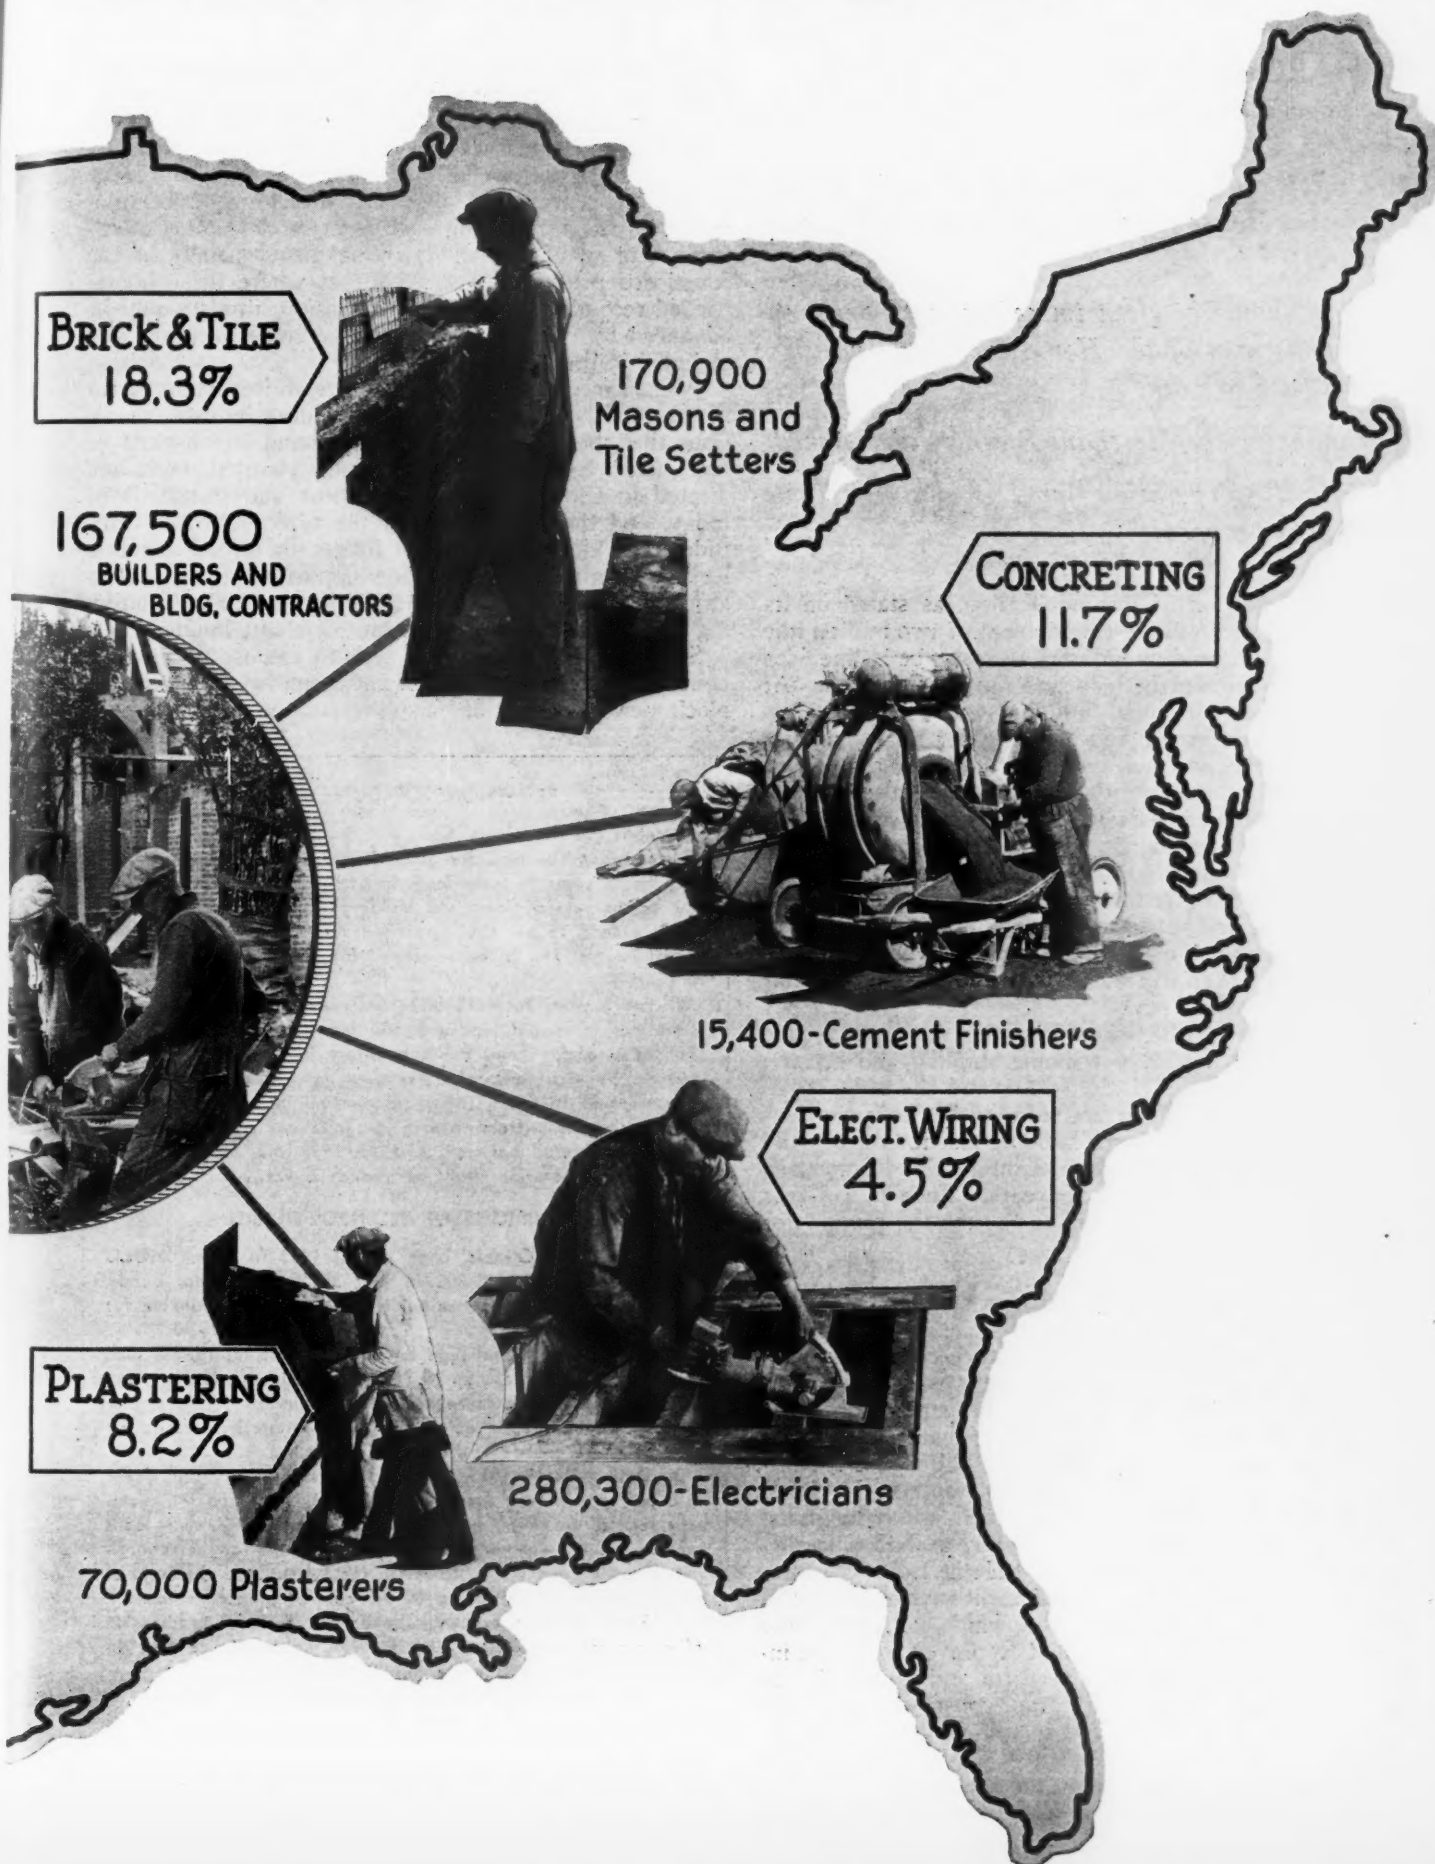 BRICK & TILE
18.3%
170,900
Masons and
Tile Setters
167,500
BUILDERS AND
BLDG. CONTRACTORS
CONCRETING
11.7%
15,400-Cement Finishers
ELECT. WIRING
4.5%
PLASTERING
8.2%
280,300-Electricians
70,000 Plasterers